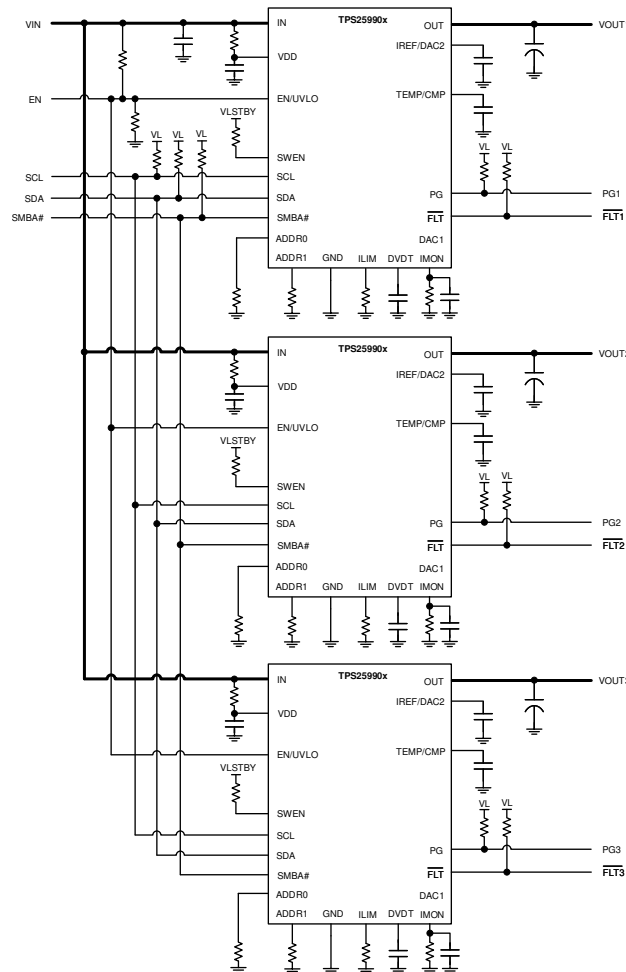 VIN
IN
TPS25990x
OUT
VOUT
IREF/DAC2
VDD
TEMP/CMP
EN
EN/UVLO
VLSTBY
VL
VL
VL
VL
VL
SWEN
SCL
SCL
SDA
SDA
PG
PG1
SMBA#
SMBA#
FLT
FLT1
ADDR0
DAC1
ADDR1
GND
ILIM
DVDT
IMON
IN
TPS25990x
OUT
IREF/DAC2
VDD
TEMP/CMP
EN/UVLO
VLSTBY
VL
VL
SWEN
SCL
SDA
PG
PG2
SMBA#
FLT
FLT2
ADDR0
DAC1
ADDR1
GND
ILIM
DVDT
IMON
IN
TPS25990x
OUT
IREF/DAC2
VDD
TEMP/CMP
EN/UVLO
VLSTBY
VL
VL
SWEN
SCL
SDA
PG
PG3
SMBA#
FLT
FLT3
ADDR0
DAC1
ADDR1
GND
ILIM
DVDT
IMON